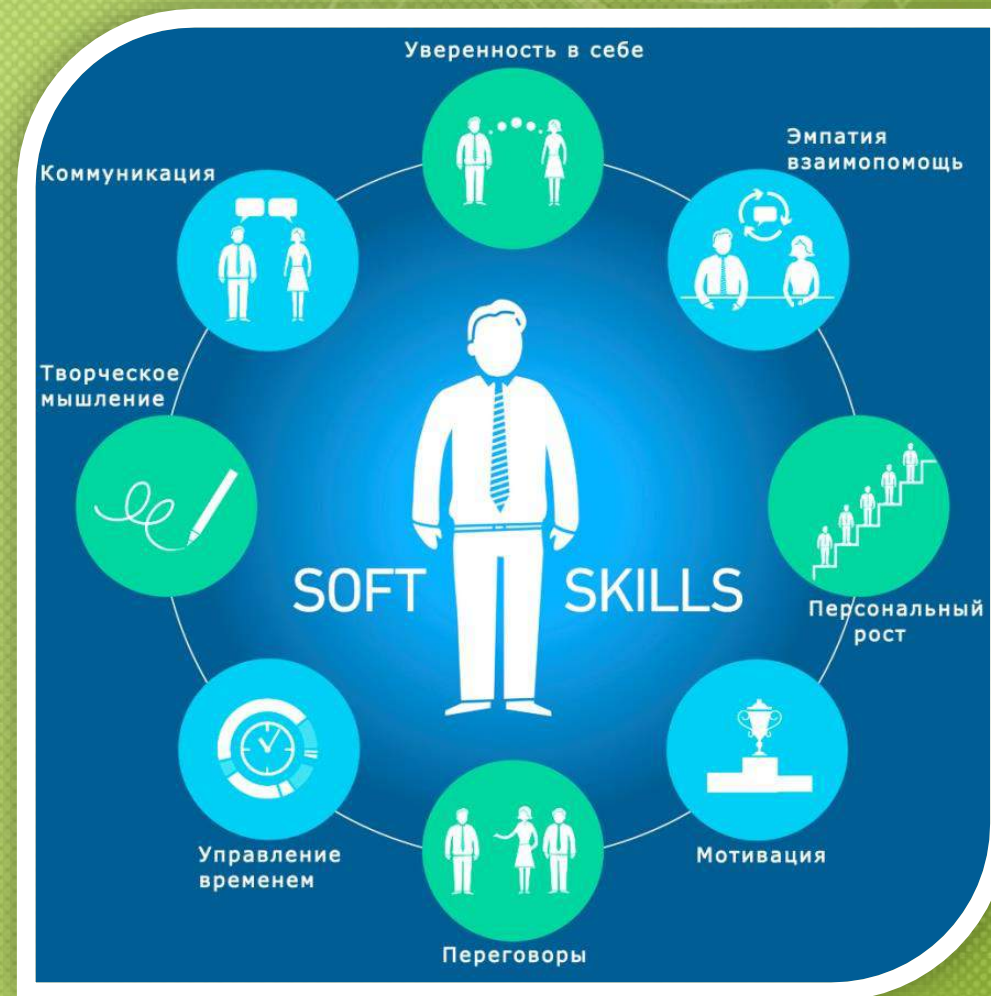 Уверенность в себе
Эмпатия
взаимопомощь
Коммуникация
Творческое
мышление
SOFT SKILLS
Персональный
рост
Управление
временем
Мотивация
Переговоры